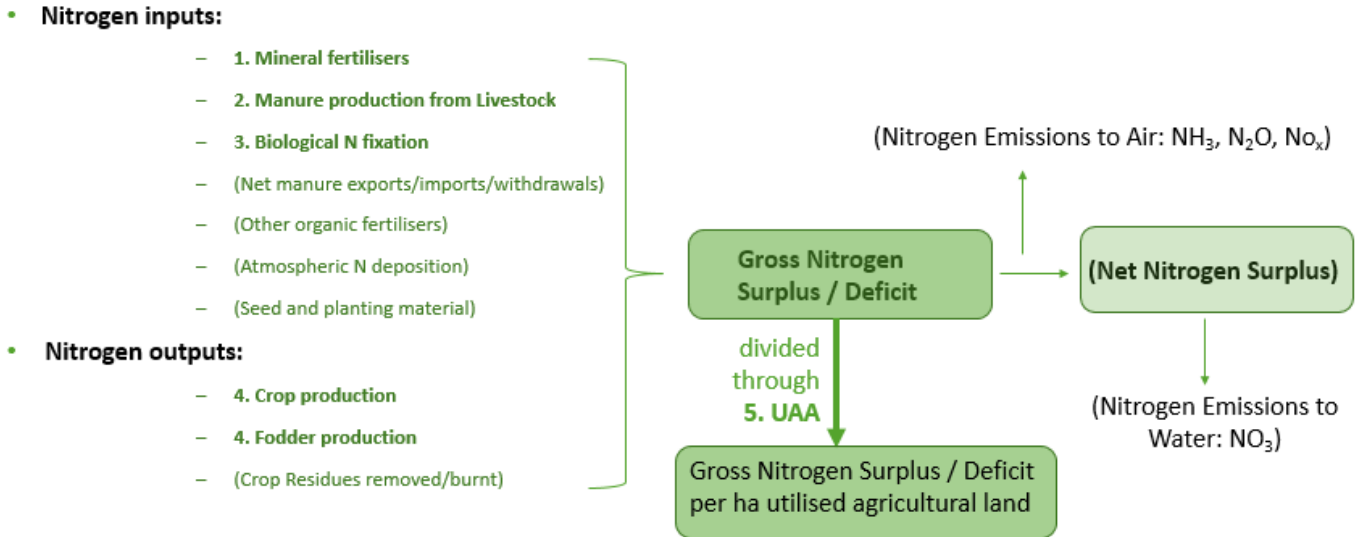 • Nitrogen inputs:
– 1. Mineral fertilisers
– 2. Manure production from Livestock
– 3. Biological N fixation
– (Net manure exports/imports/withdrawals)
– (Other organic fertilisers)
– (Atmospheric N deposition)
– (Seed and planting material)
• Nitrogen outputs:
– 4. Crop production
– 4. Fodder production
– (Crop Residues removed/burnt)
Gross Nitrogen
Surplus / Deficit
divided
through
5. UAA
Gross Nitrogen Surplus / Deficit
per ha utilised agricultural land
(Nitrogen Emissions to Air: NH₃, N₂O, Noₓ)
(Net Nitrogen Surplus)
(Nitrogen Emissions to
Water: NO₃)